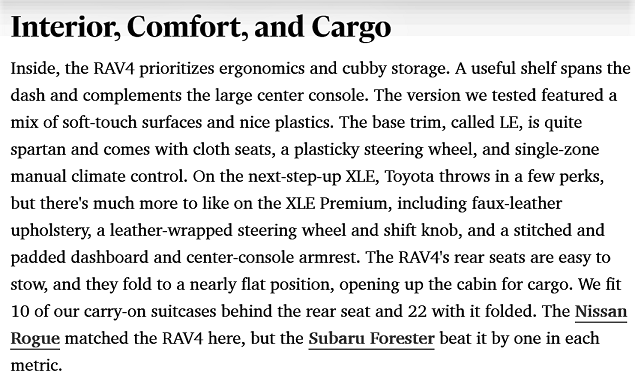 Interior, Comfort, and Cargo
Inside, the RAV4 prioritizes ergonomics and cubby storage. A useful shelf spans the
dash and complements the large center console. The version we tested featured a
mix of soft-touch surfaces and nice plastics. The base trim, called LE, is quite
spartan and comes with cloth seats, a plasticky steering wheel, and single-zone
manual climate control. On the next-step-up XLE, Toyota throws in a few perks,
but there's much more to like on the XLE Premium, including faux-leather
upholstery, a leather-wrapped steering wheel and shift knob, and a stitched and
padded dashboard and center-console armrest. The RAV4's rear seats are easy to
stow, and they fold to a nearly flat position, opening up the cabin for cargo. We fit
10 of our carry-on suitcases behind the rear seat and 22 with it folded. The Nissan
Rogue matched the RAV4 here, but the Subaru Forester beat it by one in each
metric.